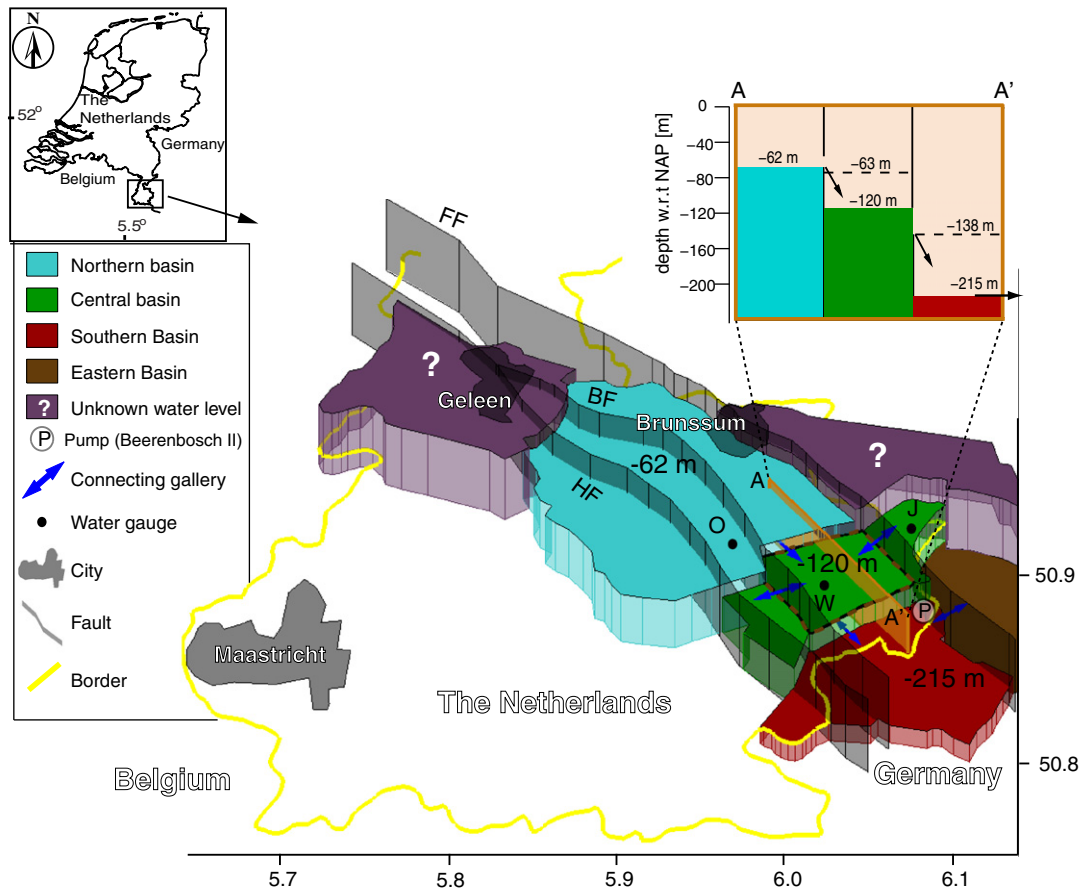 N
52°
The
Netherlands
Germany
Belgium
5.5°
Northern basin
Central basin
Southern Basin
Eastern Basin
? Unknown water level
P Pump (Beerenbosch II)
Connecting gallery
Water gauge
City
Fault
Border
A A'
depth w.r.t NAP [m]
0
−40
−80
−120
−160
−200
−62 m
−63 m
−120 m
−138 m
−215 m
FF
?
Geleen
BF
Brunssum
-62 m
HF
A
?
O
J
-120 m
W
A'
P
-215 m
Maastricht
The Netherlands
Belgium
Germany
50.9
50.8
5.7 5.8 5.9 6.0 6.1